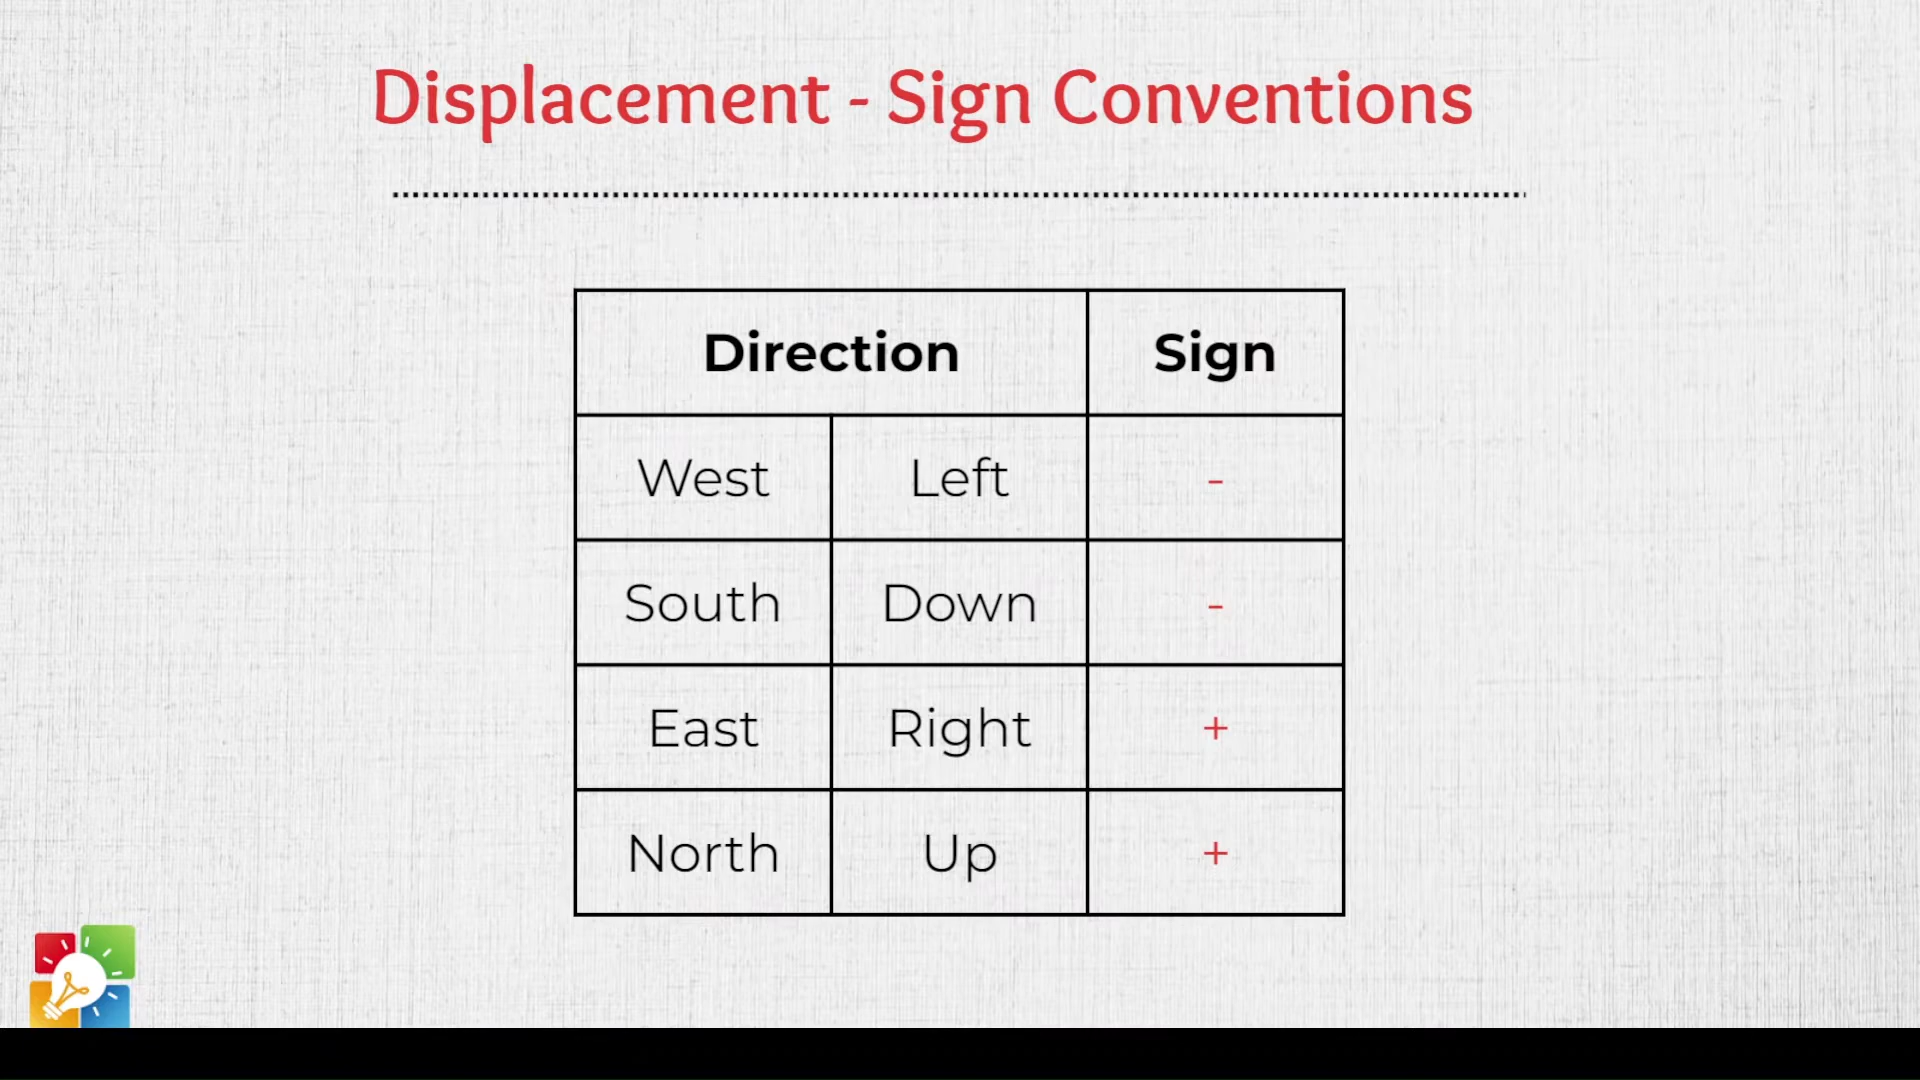 Displacement - Sign Conventions
Direction Sign
West Left -
South Down -
East Right +
North Up +